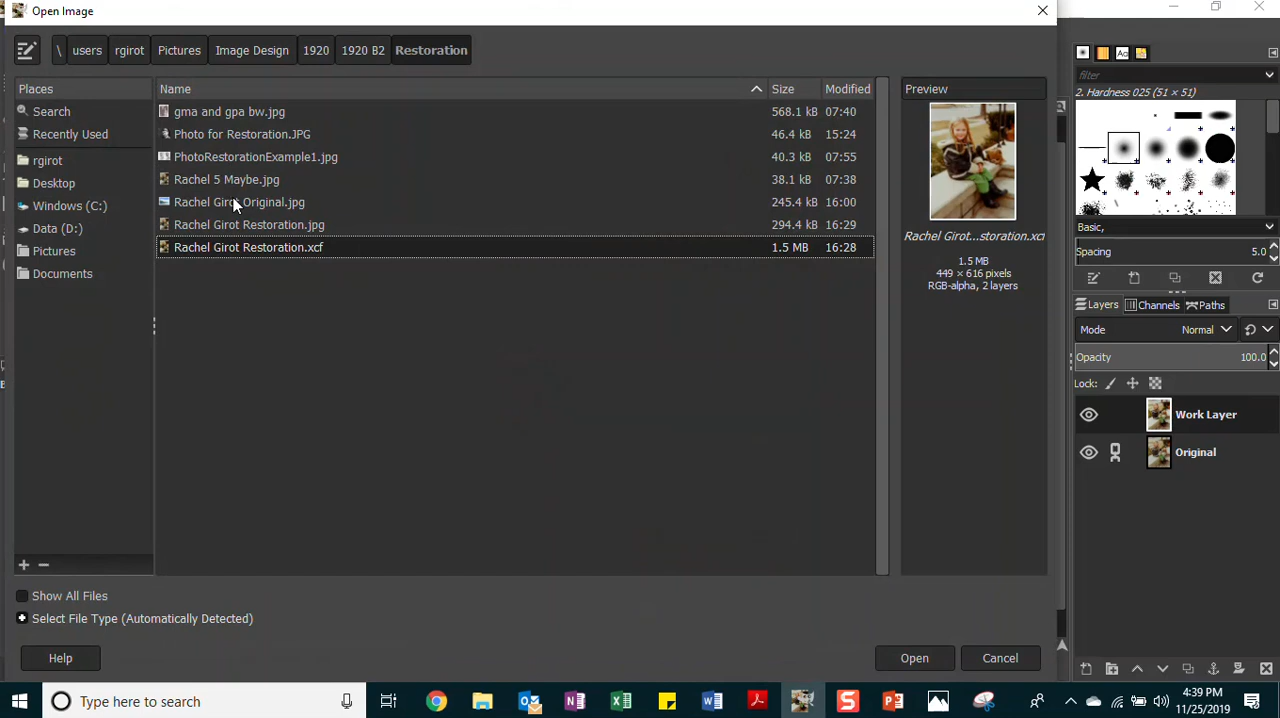 Open Image
\ users rgirot Pictures Image Design 1920 1920 B2 Restoration
Places Name Size Modified Preview
Search
Recently Used
rgirot
Desktop
Windows (C:)
Data (D:)
Pictures
Documents
gma and gpa bw.jpg 568.1 kB 07:40
Photo for Restoration.JPG 46.4 kB 15:24
PhotoRestorationExample1.jpg 40.3 kB 07:55
Rachel 5 Maybe.jpg 38.1 kB 07:38
Rachel Girot Original.jpg 245.4 kB 16:00
Rachel Girot Restoration.jpg 294.4 kB 16:29
Rachel Girot Restoration.xcf 1.5 MB 16:28
Rachel Girot...storation.xcf
1.5 MB
449 × 616 pixels
RGB-alpha, 2 layers
Show All Files
Select File Type (Automatically Detected)
Help Open Cancel
Aa
filter
2. Hardness 025 (51 × 51)
Basic,
Spacing 5.0
Layers Channels Paths
Mode Normal
Opacity 100.0
Lock:
Work Layer
Original
Type here to search
4:39 PM
11/25/2019